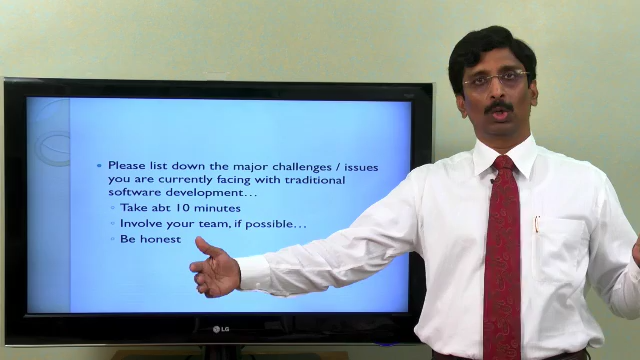 Please list down the major challenges / issues
you are currently facing with traditional
software development…
Take abt 10 minutes
Involve your team, if possible…
Be honest
LG